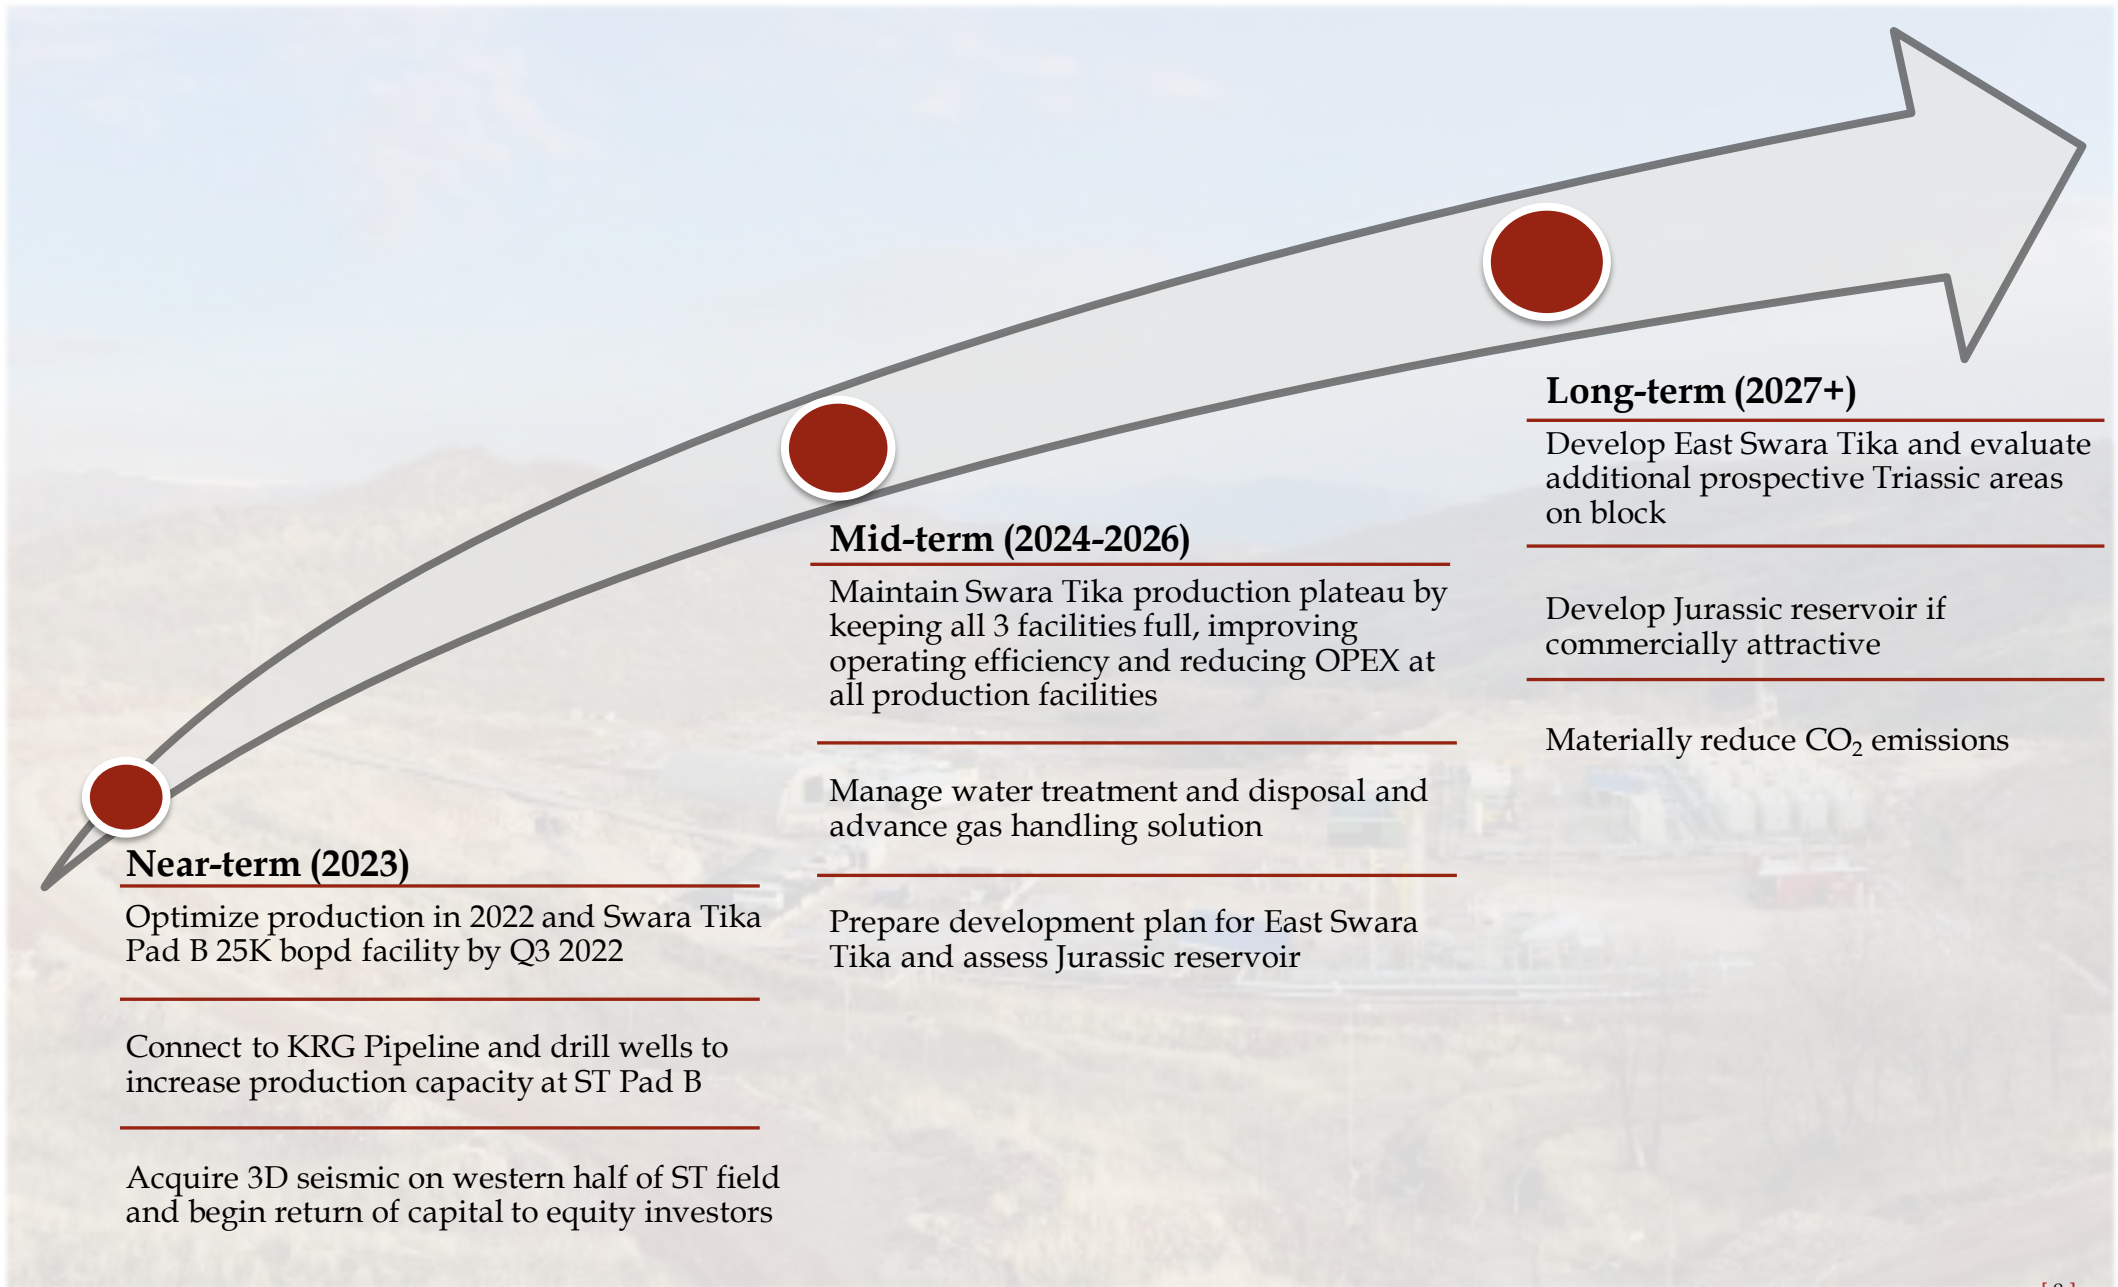 Near-term (2023)
Optimize production in 2022 and Swara Tika
Pad B 25K bopd facility by Q3 2022
Connect to KRG Pipeline and drill wells to
increase production capacity at ST Pad B
Acquire 3D seismic on western half of ST field
and begin return of capital to equity investors
Mid-term (2024-2026)
Maintain Swara Tika production plateau by
keeping all 3 facilities full, improving
operating efficiency and reducing OPEX at
all production facilities
Manage water treatment and disposal and
advance gas handling solution
Prepare development plan for East Swara
Tika and assess Jurassic reservoir
Long-term (2027+)
Develop East Swara Tika and evaluate
additional prospective Triassic areas
on block
Develop Jurassic reservoir if
commercially attractive
Materially reduce CO₂ emissions